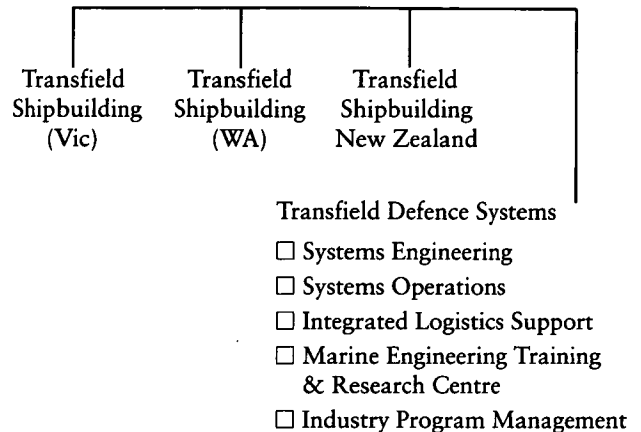 Transfield
Shipbuilding
(Vic)
Transfield
Shipbuilding
(WA)
Transfield
Shipbuilding
New Zealand
Transfield Defence Systems
☐ Systems Engineering
☐ Systems Operations
☐ Integrated Logistics Support
☐ Marine Engineering Training
& Research Centre
☐ Industry Program Management